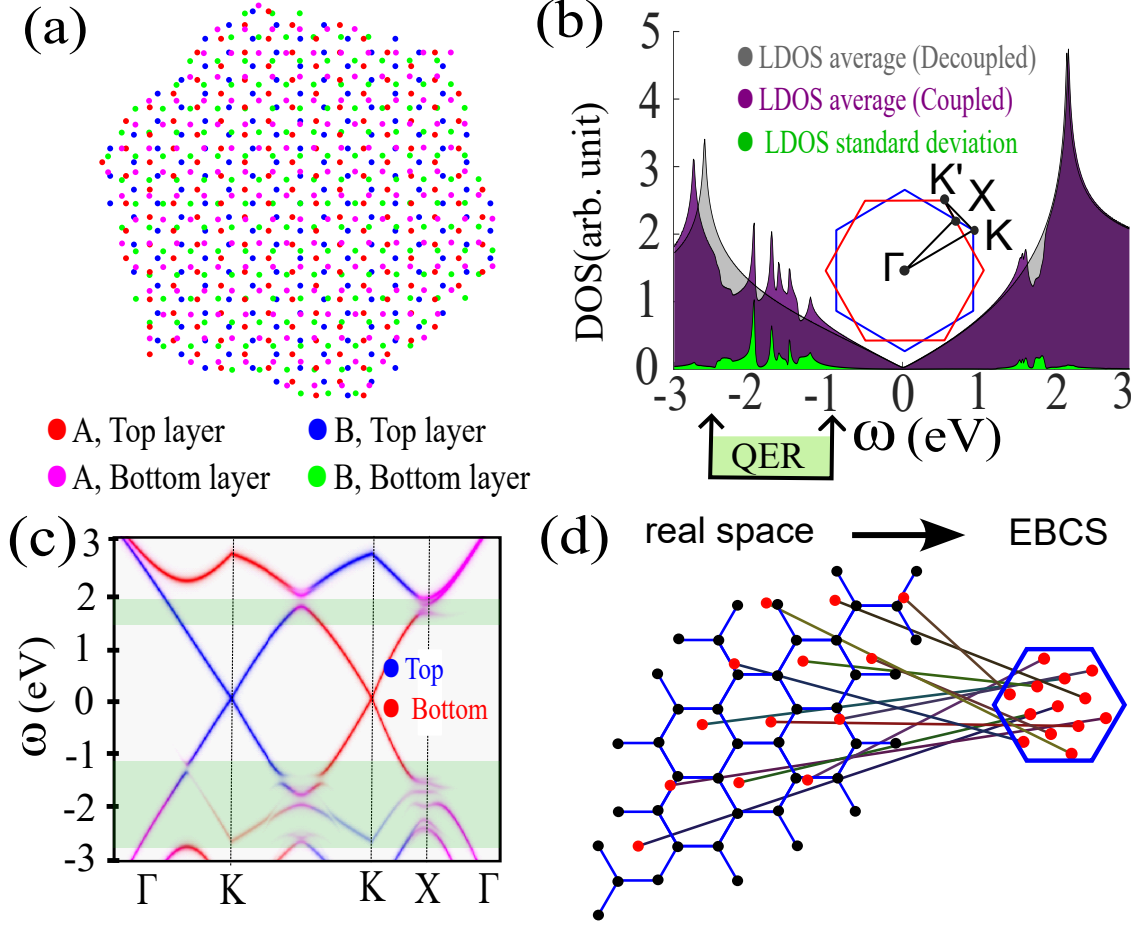 (a)
A, Top layer
B, Top layer
A, Bottom layer
B, Bottom layer
(b)
DOS(arb. unit)
5
4
3
2
1
0
LDOS average (Decoupled)
LDOS average (Coupled)
LDOS standard deviation
K'
X
K
Γ
-3 -2 -1 0 1 2 3
ω (eV)
QER
(c)
ω (eV)
3
2
1
0
-1
-2
-3
Top
Bottom
Γ K K X Γ
(d)
real space
EBCS